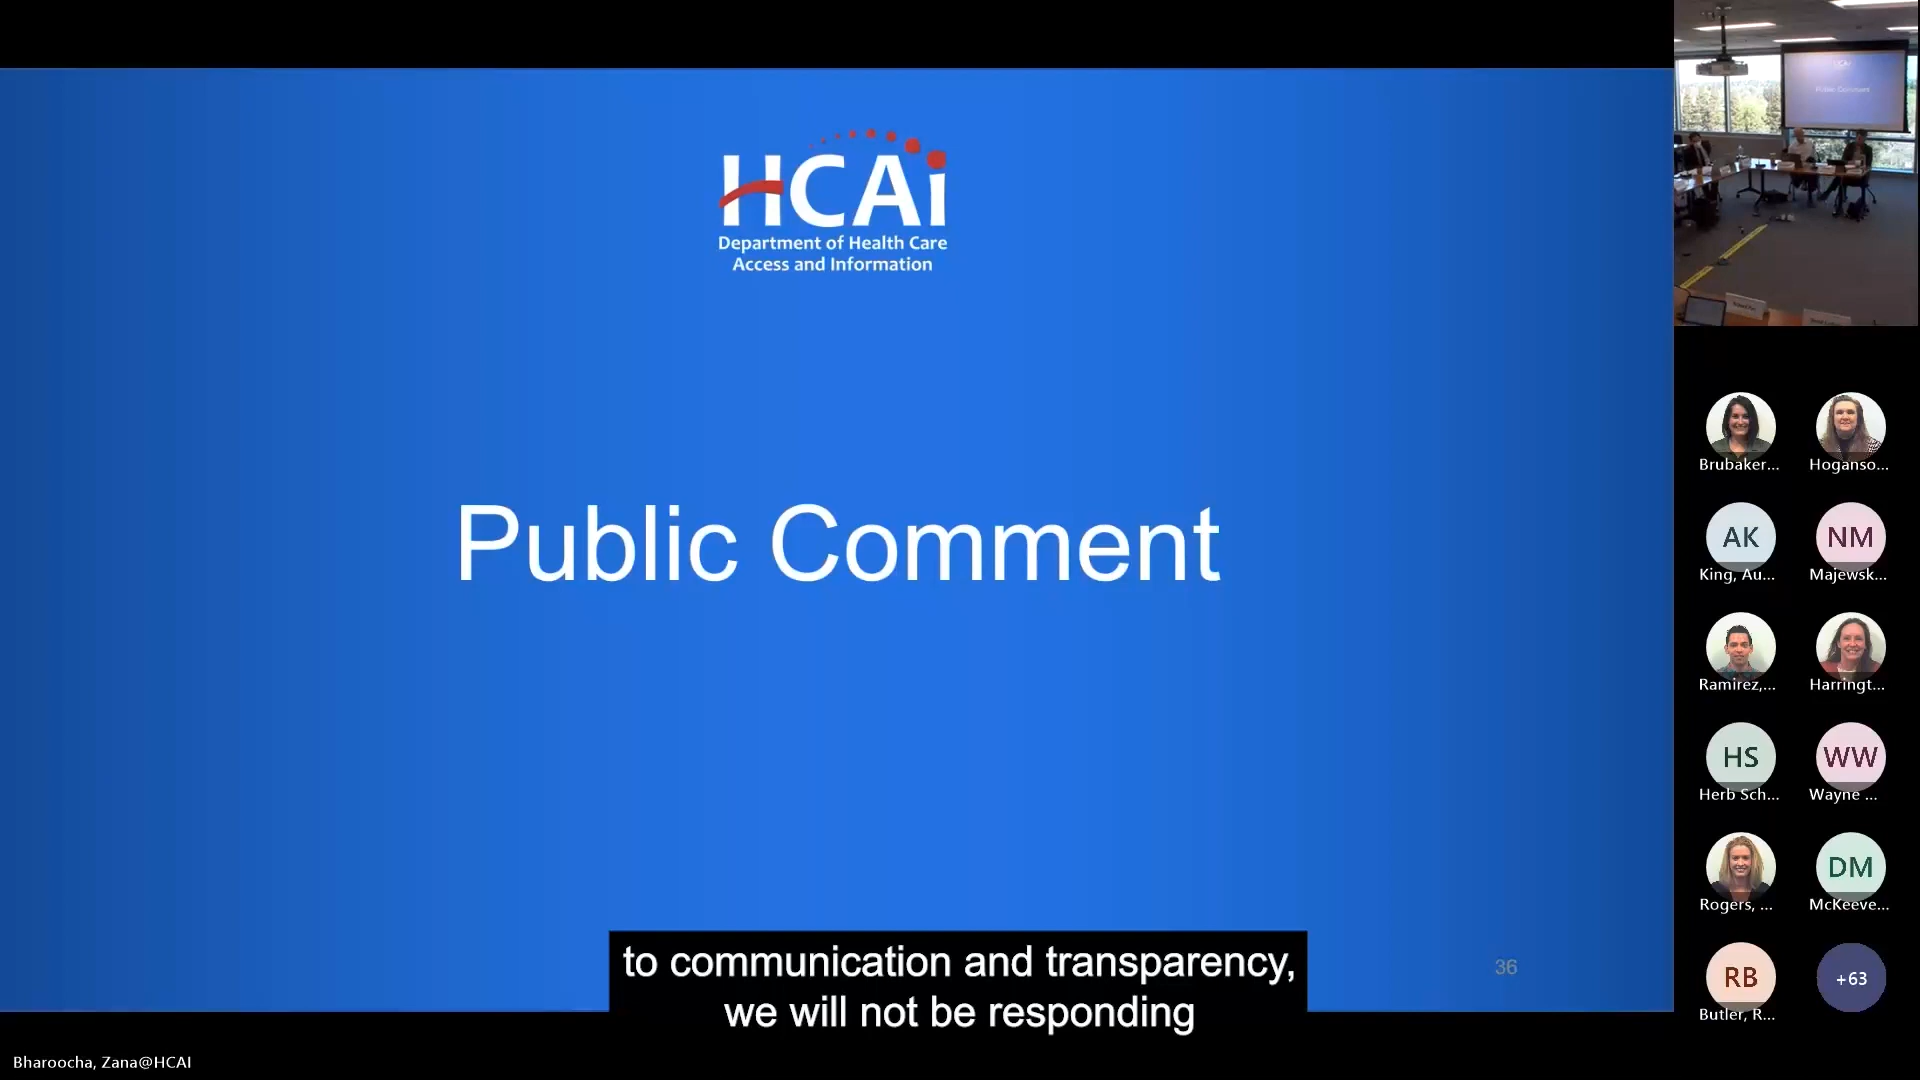 HCAi
Department of Health Care
Access and Information
Public Comment
36
to communication and transparency,
we will not be responding
Bharoocha, Zana@HCAI
Public Comment
Brubaker...
Hoganso...
AK
King, Au...
NM
Majewsk...
Ramirez,...
Harringt...
HS
Herb Sch...
WW
Wayne ...
Rogers, ...
DM
McKeeve...
RB
Butler, R...
+63